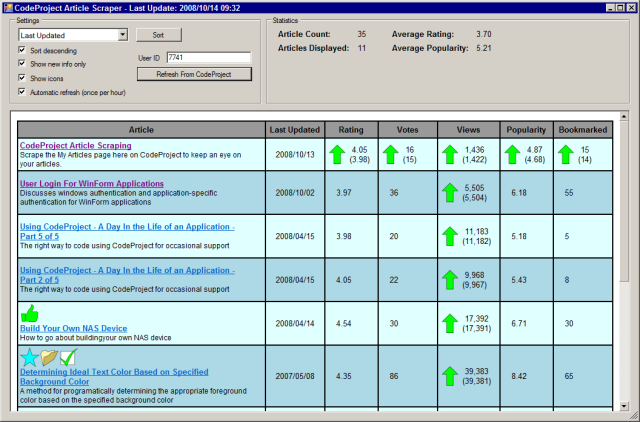 CodeProject Article Scraper - Last Update: 2008/10/14 09:32
Settings
Last Updated
Sort
Sort descending
Show new info only
User ID 7741
Show icons
Refresh From CodeProject
Automatic refresh (once per hour)
Statistics
Article Count: 35 Average Rating: 3.70
Articles Displayed: 11 Average Popularity: 5.21
Article Last Updated Rating Votes Views Popularity Bookmarked
CodeProject Article Scraping
Scrape the My Articles page here on CodeProject to keep an eye on
your articles.
2008/10/13
4.05
(3.98)
16
(15)
1,436
(1,422)
4.87
(4.68)
15
(14)
User Login For WinForm Applications
Discusses windows authentication and application-specific
authentication for WinForm applications
2008/10/02
3.97
36
5,505
(5,504)
6.18
55
Using CodeProject - A Day In the Life of an Application -
Part 5 of 5
The right way to code using CodeProject for occasional support
2008/04/15
3.98
20
11,183
(11,182)
5.18
5
Using CodeProject - A Day In the Life of an Application -
Part 2 of 5
The right way to code using CodeProject for occasional support
2008/04/15
4.05
22
9,968
(9,967)
5.43
8
Build Your Own NAS Device
How to go about buildingyour own NAS device
2008/04/14
4.54
30
17,392
(17,391)
6.71
30
Determining Ideal Text Color Based on Specified
Background Color
A method for programatically determining the appropriate foreground
color based on the specified background color
2007/05/08
4.35
86
39,383
(39,381)
8.42
65